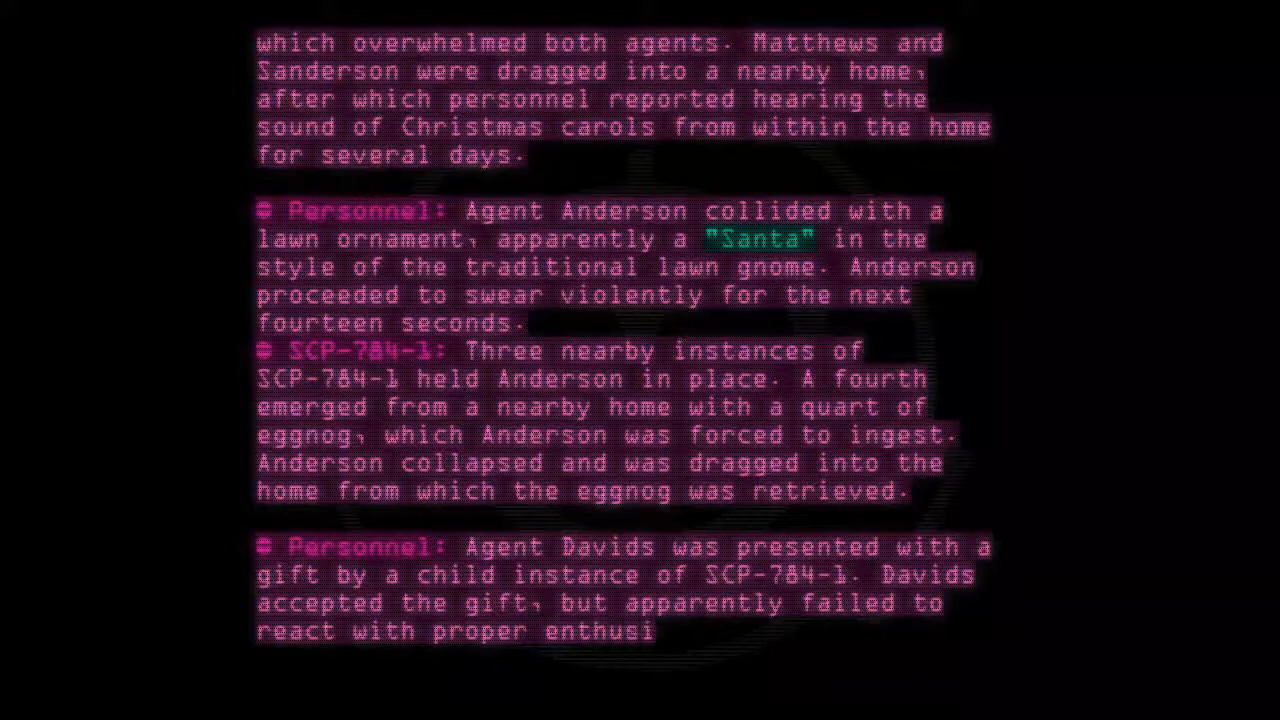 which overwhelmed both agents. Matthews and
Sanderson were dragged into a nearby home,
after which personnel reported hearing the
sound of Christmas carols from within the home
for several days.
Personnel: Agent Anderson collided with a
lawn ornament, apparently a "Santa" in the
style of the traditional lawn gnome. Anderson
proceeded to swear violently for the next
fourteen seconds.
SCP-784-1: Three nearby instances of
SCP-784-1 held Anderson in place. A fourth
emerged from a nearby home with a quart of
eggnog, which Anderson was forced to ingest.
Anderson collapsed and was dragged into the
home from which the eggnog was retrieved.
Personnel: Agent Davids was presented with a
gift by a child instance of SCP-784-1. Davids
accepted the gift, but apparently failed to
react with proper enthusi